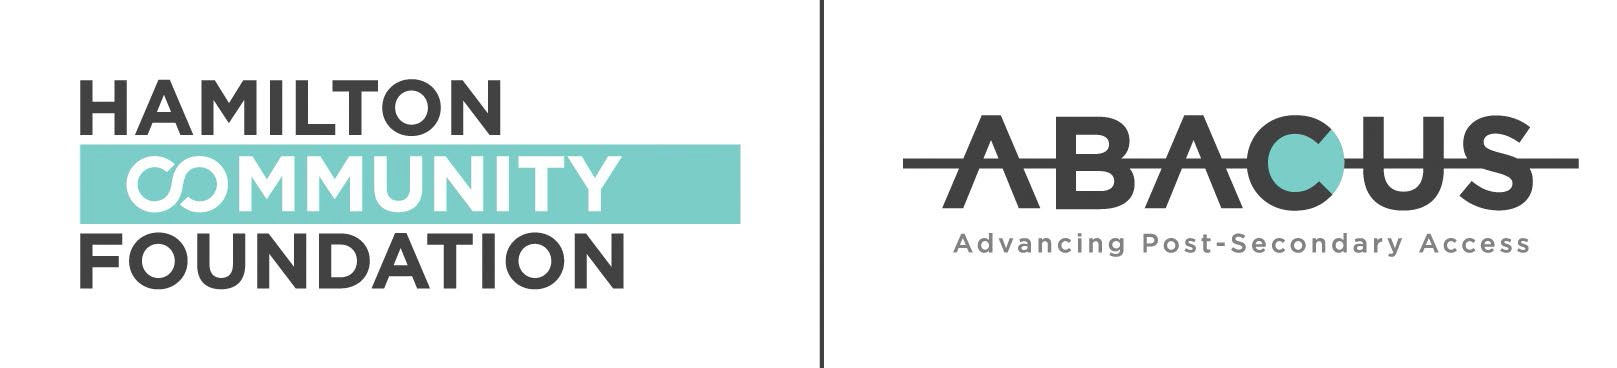 HAMILTON
COMMUNITY
FOUNDATION
ABACUS
Advancing Post-Secondary Access